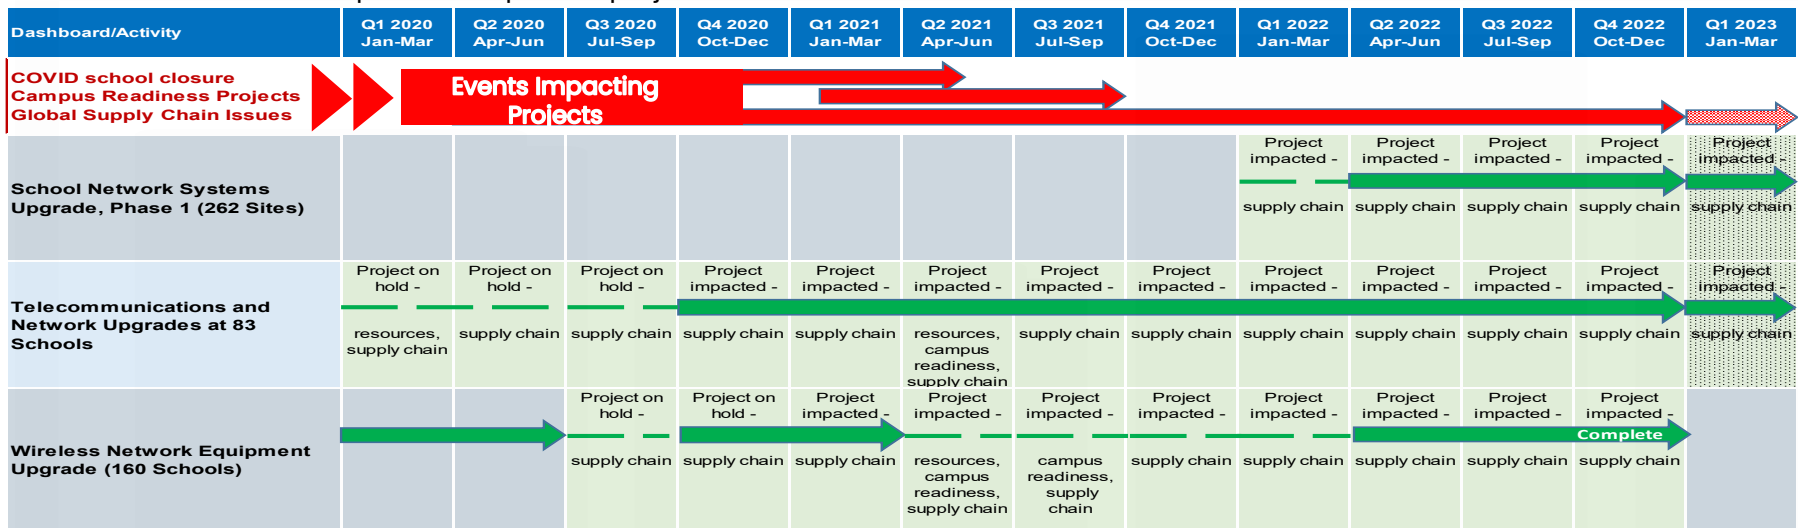 Dashboard/Activity
Q1 2020
Jan-Mar
Q2 2020
Apr-Jun
Q3 2020
Jul-Sep
Q4 2020
Oct-Dec
Q1 2021
Jan-Mar
Q2 2021
Apr-Jun
Q3 2021
Jul-Sep
Q4 2021
Oct-Dec
Q1 2022
Jan-Mar
Q2 2022
Apr-Jun
Q3 2022
Jul-Sep
Q4 2022
Oct-Dec
Q1 2023
Jan-Mar
COVID school closure
Campus Readiness Projects
Global Supply Chain Issues
Events Impacting
Projects
School Network Systems
Upgrade, Phase 1 (262 Sites)
Project
impacted -
supply chain
Project
impacted -
supply chain
Project
impacted -
supply chain
Project
impacted -
supply chain
Project
impacted -
supply chain
Telecommunications and
Network Upgrades at 83
Schools
Project on
hold -
resources,
supply chain
Project on
hold -
supply chain
Project on
hold -
supply chain
Project
impacted -
supply chain
Project
impacted -
supply chain
Project
impacted -
resources,
campus
readiness,
supply chain
Project
impacted -
supply chain
Project
impacted -
supply chain
Project
impacted -
supply chain
Project
impacted -
supply chain
Project
impacted -
supply chain
Project
impacted -
supply chain
Project
impacted -
supply chain
Wireless Network Equipment
Upgrade (160 Schools)
Project on
hold -
supply chain
Project on
hold -
supply chain
Project
impacted -
supply chain
Project
impacted -
resources,
campus
readiness,
supply chain
Project
impacted -
campus
readiness,
supply
chain
Project
impacted -
supply chain
Project
impacted -
supply chain
Project
impacted -
supply chain
Project
impacted -
supply chain
Project
impacted -
Complete
supply chain